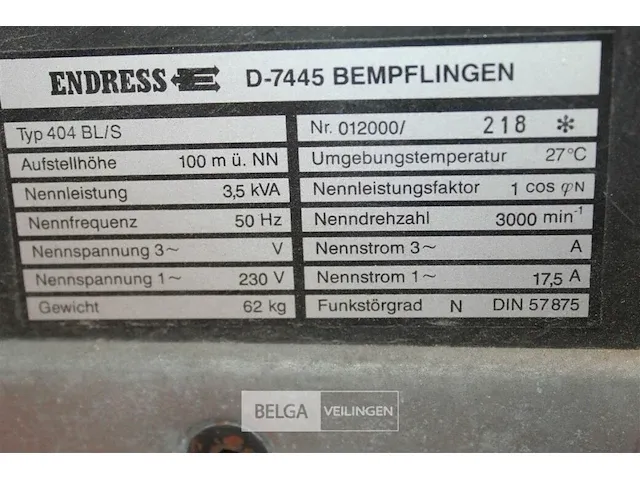 ENDRESS D-7445 BEMPFLINGEN
Typ 404 BL/S
Nr. 012000/ 218 *
Aufstellhöhe 100 m ü. NN
Umgebungstemperatur 27°C
Nennleistung 3,5 kVA
Nennleistungsfaktor 1 cos φN
Nennfrequenz 50 Hz
Nenndrehzahl 3000 min-1
Nennspannung 3~ V
Nennstrom 3~ A
Nennspannung 1~ 230 V
Nennstrom 1~ 17,5 A
Gewicht 62 kg
Funkstörgrad N DIN 57875
BELGA VEILINGEN